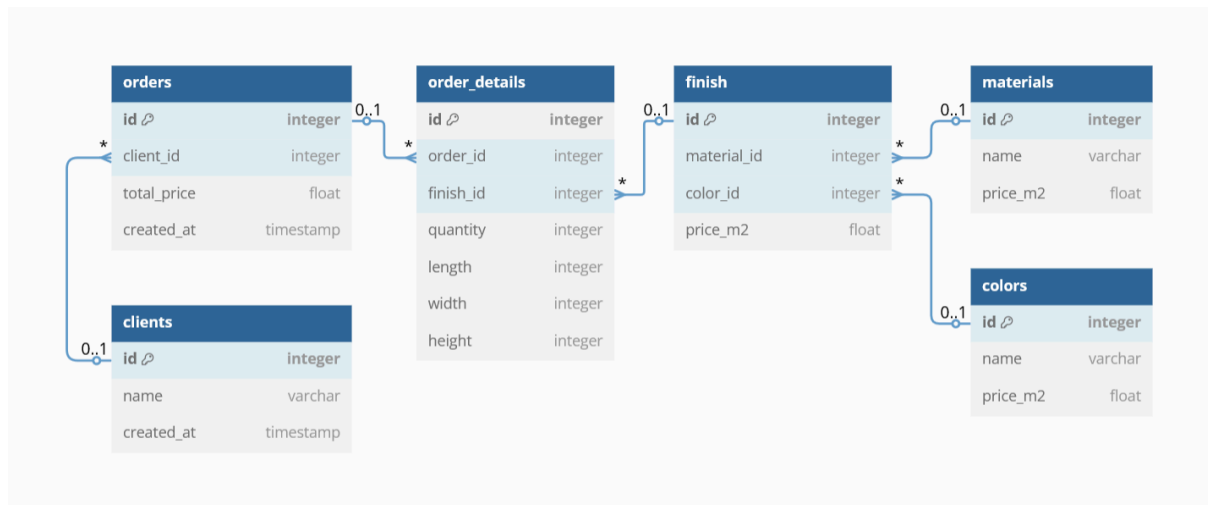 orders
id integer
client_id integer
total_price float
created_at timestamp
0..1
*
*
0..1
clients
id integer
name varchar
created_at timestamp
order_details
id integer
order_id integer
finish_id integer
quantity integer
length integer
width integer
height integer
*
0..1
finish
id integer
material_id integer
color_id integer
price_m2 float
*
0..1
*
0..1
materials
id integer
name varchar
price_m2 float
colors
id integer
name varchar
price_m2 float